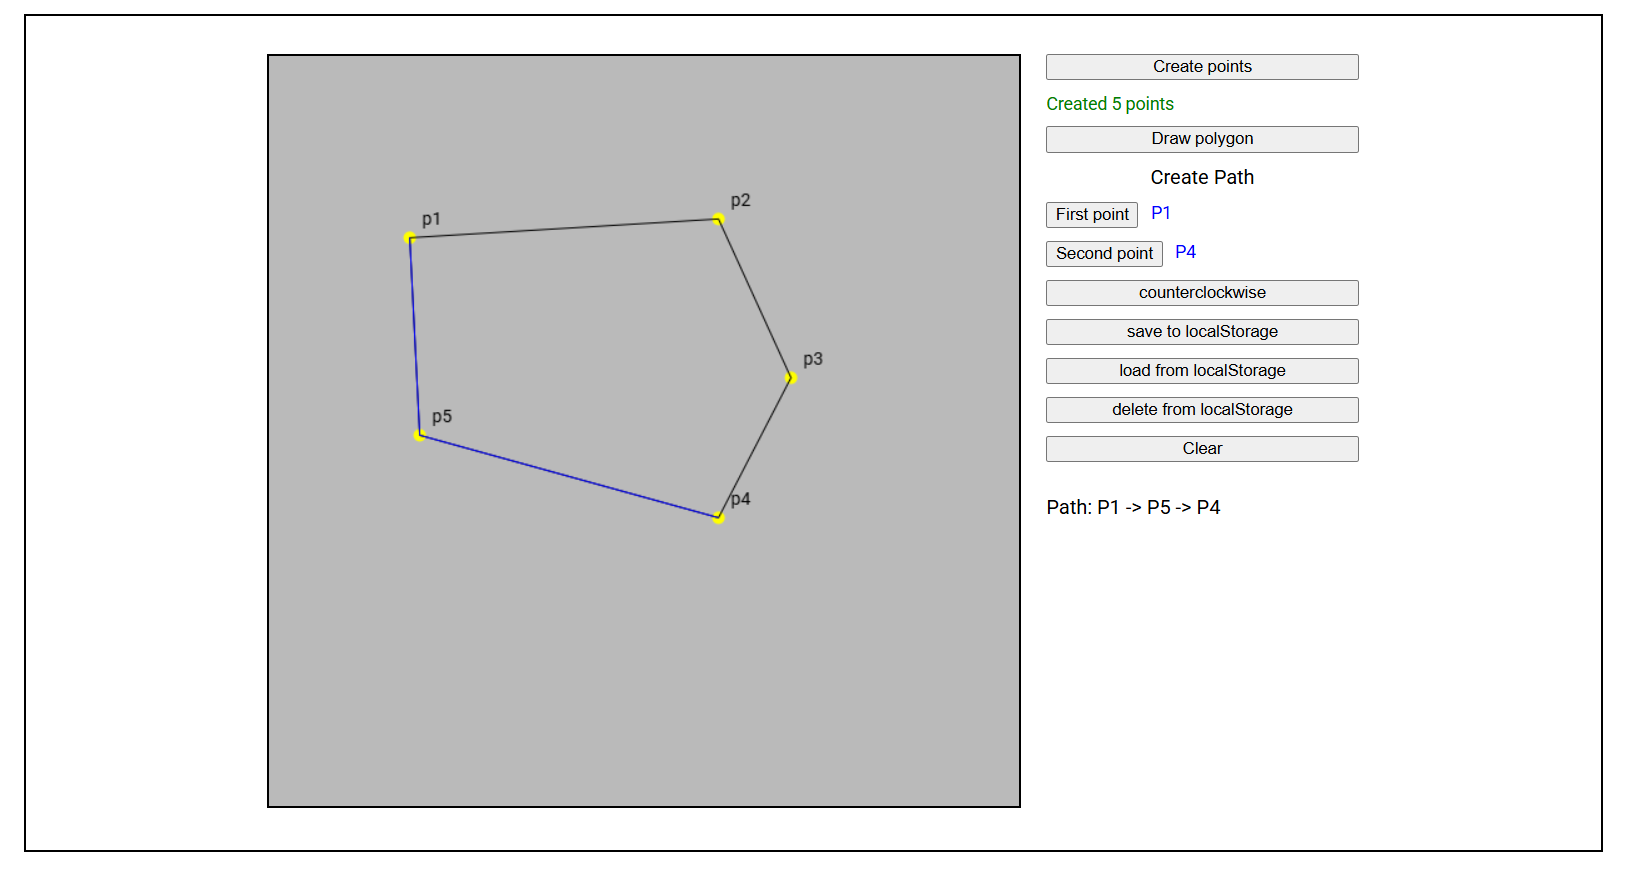 p1
p2
p3
p5
p4
Create points
Created 5 points
Draw polygon
Create Path
First point P1
Second point P4
counterclockwise
save to localStorage
load from localStorage
delete from localStorage
Clear
Path: P1 -> P5 -> P4